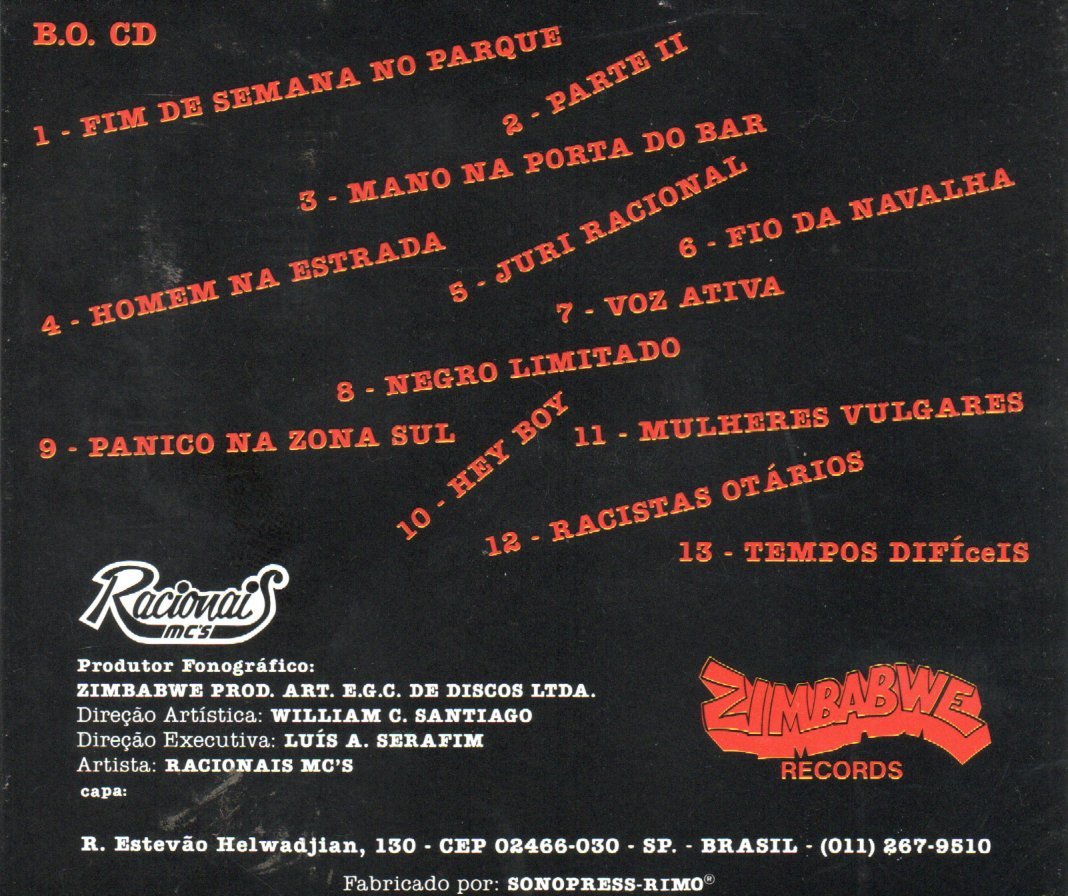 B.O. CD
1 - FIM DE SEMANA NO PARQUE
2 - PARTE II
3 - MANO NA PORTA DO BAR
4 - HOMEM NA ESTRADA
5 - JURI RACIONAL
6 - FIO DA NAVALHA
7 - VOZ ATIVA
8 - NEGRO LIMITADO
9 - PANICO NA ZONA SUL
10 - HEY BOY
11 - MULHERES VULGARES
12 - RACISTAS OTÁRIOS
13 - TEMPOS DIFÍceIS
Racionais
MC'S
Produtor Fonográfico:
ZIMBABWE PROD. ART. E.G.C. DE DISCOS LTDA.
Direção Artística: WILLIAM C. SANTIAGO
Direção Executiva: LUÍS A. SERAFIM
Artista: RACIONAIS MC'S
capa:
ZIMBABWE
RECORDS
R. Estevão Helwadjian, 130 - CEP 02466-030 - SP. - BRASIL - (011) 267-9510
Fabricado por: SONOPRESS-RIMO®